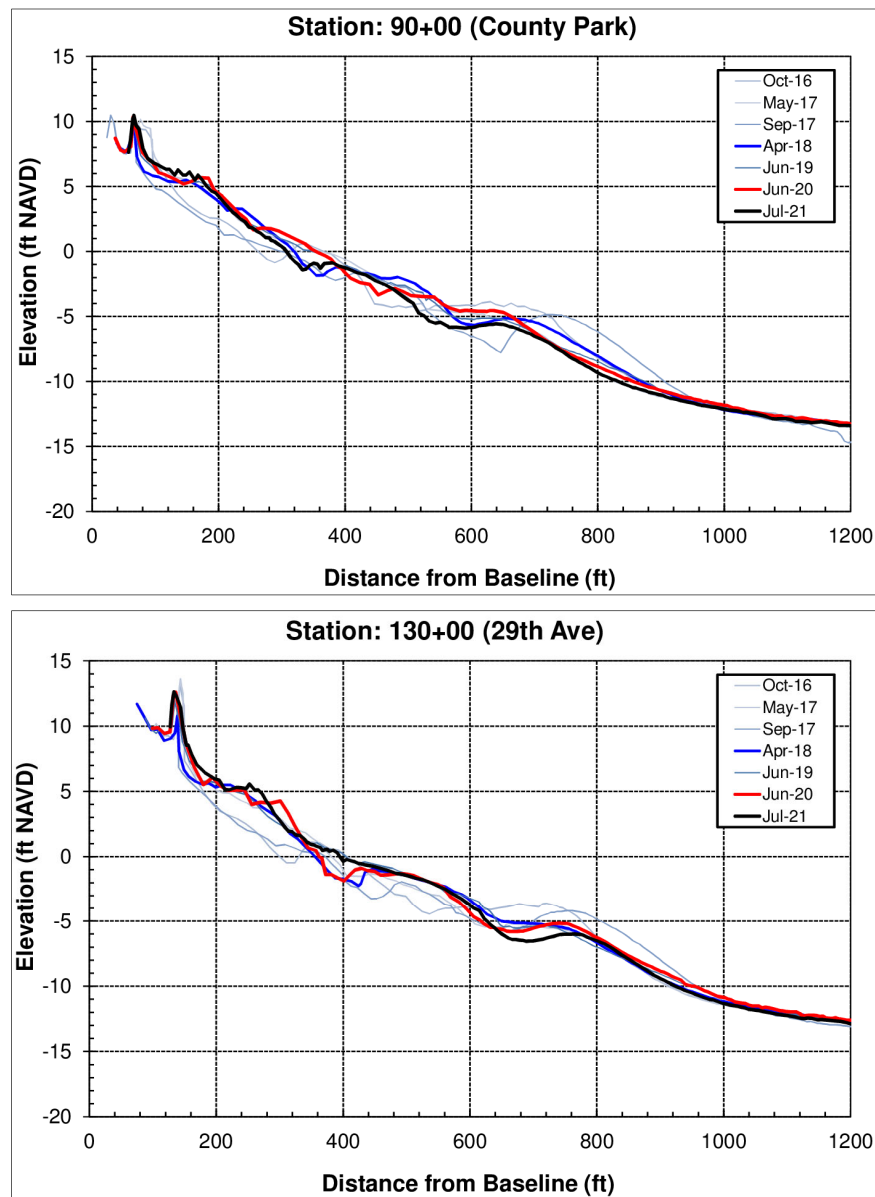 Station: 90+00 (County Park)
15
10
5
0
-5
-10
-15
-20
Elevation (ft NAVD)
Oct-16
May-17
Sep-17
Apr-18
Jun-19
Jun-20
Jul-21
0 200 400 600 800 1000 1200
Distance from Baseline (ft)
Station: 130+00 (29th Ave)
15
10
5
0
-5
-10
-15
-20
Elevation (ft NAVD)
Oct-16
May-17
Sep-17
Apr-18
Jun-19
Jun-20
Jul-21
0 200 400 600 800 1000 1200
Distance from Baseline (ft)